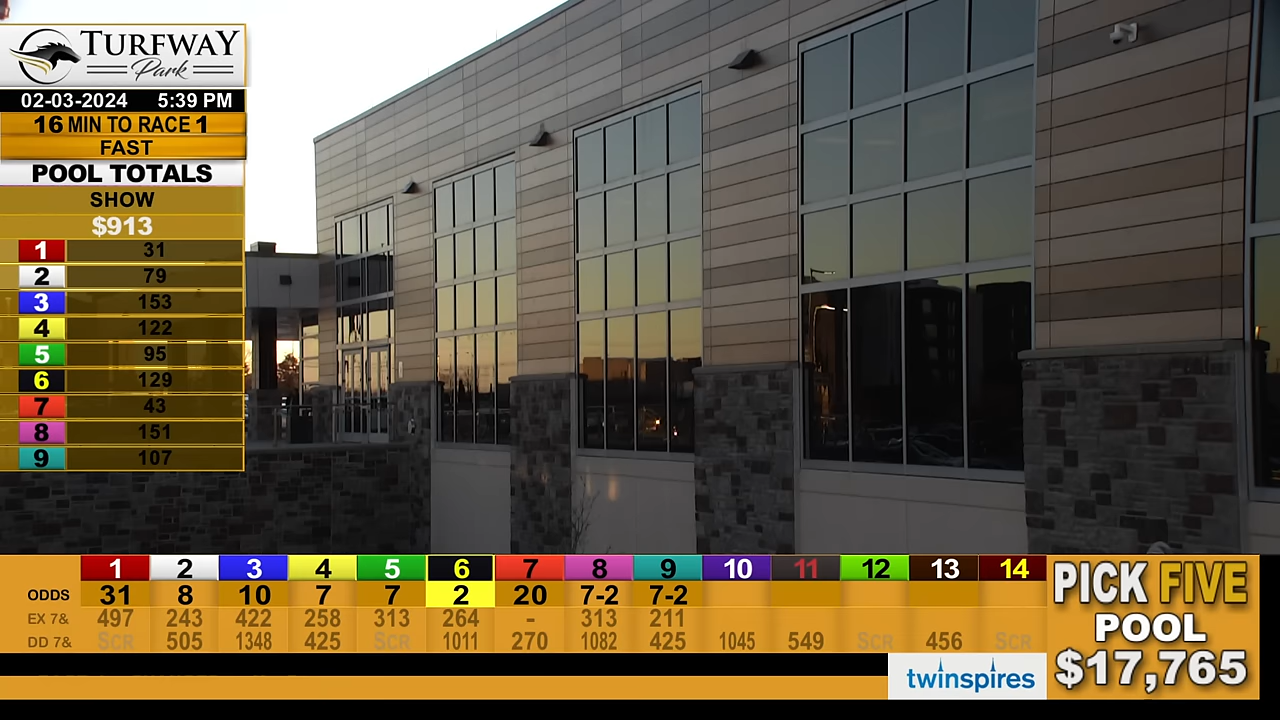 TURFWAY
Park
02-03-2024 5:39 PM
16 MIN TO RACE 1
FAST
POOL TOTALS
SHOW
$913
1 31
2 79
3 153
4 122
5 95
6 129
7 43
8 151
9 107
1 2 3 4 5 6 7 8 9 10 11 12 13 14
ODDS 31 8 10 7 7 2 20 7-2 7-2
EX 7& 497 243 422 258 313 264 - 313 211
DD 7& Scr 505 1348 425 Scr 1011 270 1082 425 1045 549 Scr 456 Scr
PICK FIVE
POOL
$17,765
twinspires